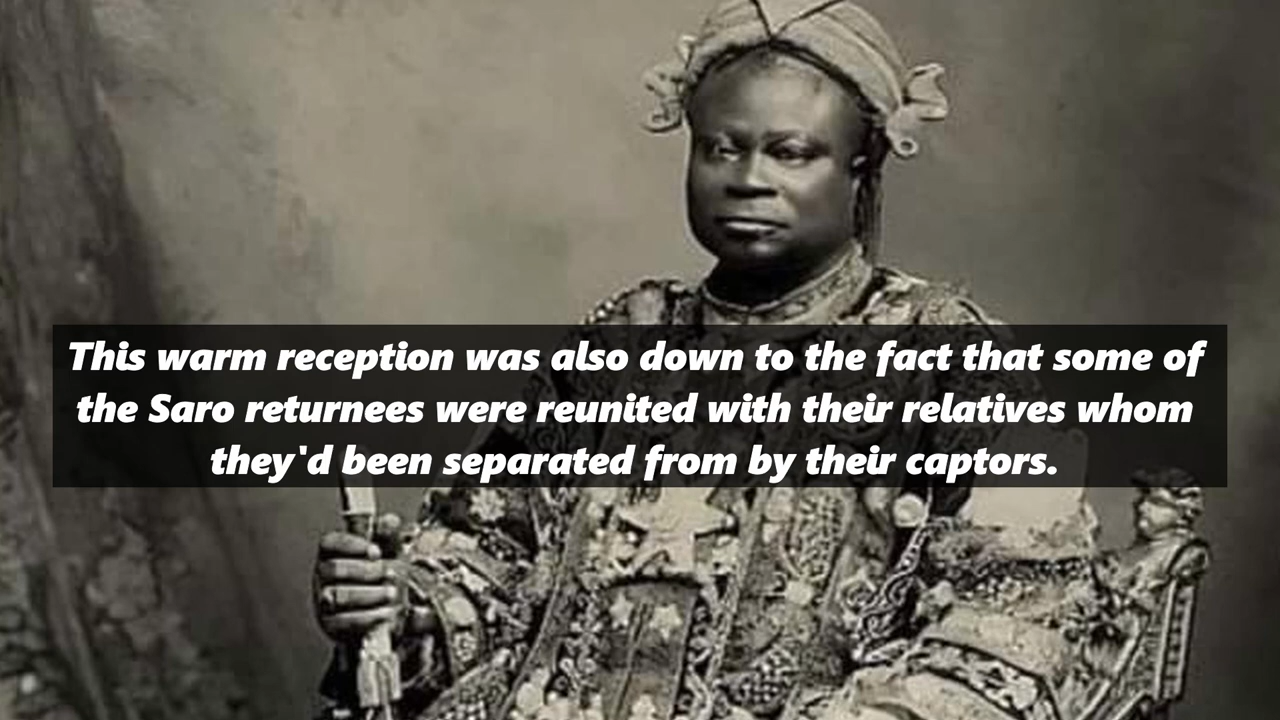 This warm reception was also down to the fact that some of
the Saro returnees were reunited with their relatives whom
they'd been separated from by their captors.